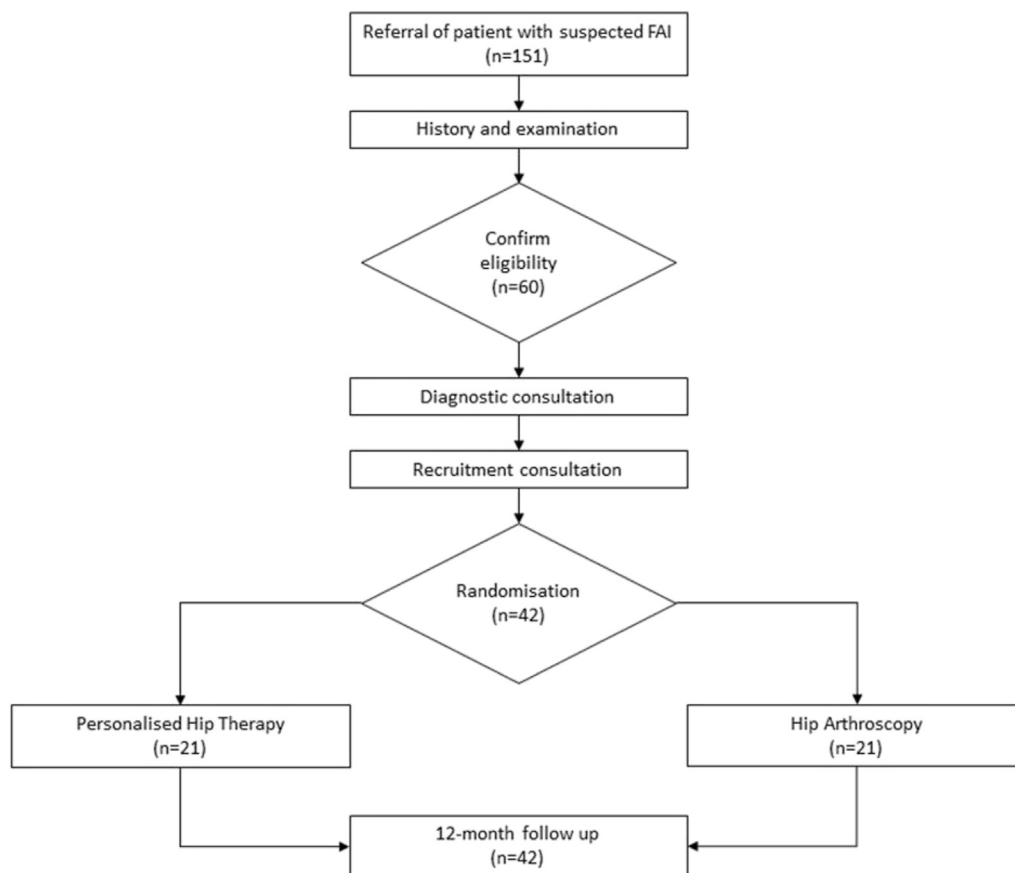 Referral of patient with suspected FAI
(n=151)
History and examination
Confirm
eligibility
(n=60)
Diagnostic consultation
Recruitment consultation
Randomisation
(n=42)
Personalised Hip Therapy
(n=21)
Hip Arthroscopy
(n=21)
12-month follow up
(n=42)